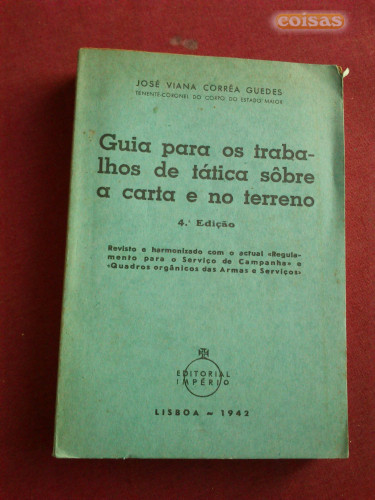 coisas
JOSÉ VIANA CORRÊA GUEDES
TENENTE-CORONEL DO CORPO DO ESTADO MAIOR
Guia para os traba-
lhos de tática sôbre
a carta e no terreno
4.ª Edição
Revisto e harmonizado com o actual «Regula-
mento para o Serviço de Campanha» e
«Quadros orgânicos das Armas e Serviços»
EDITORIAL
IMPÉRIO
LISBOA ~ 1942